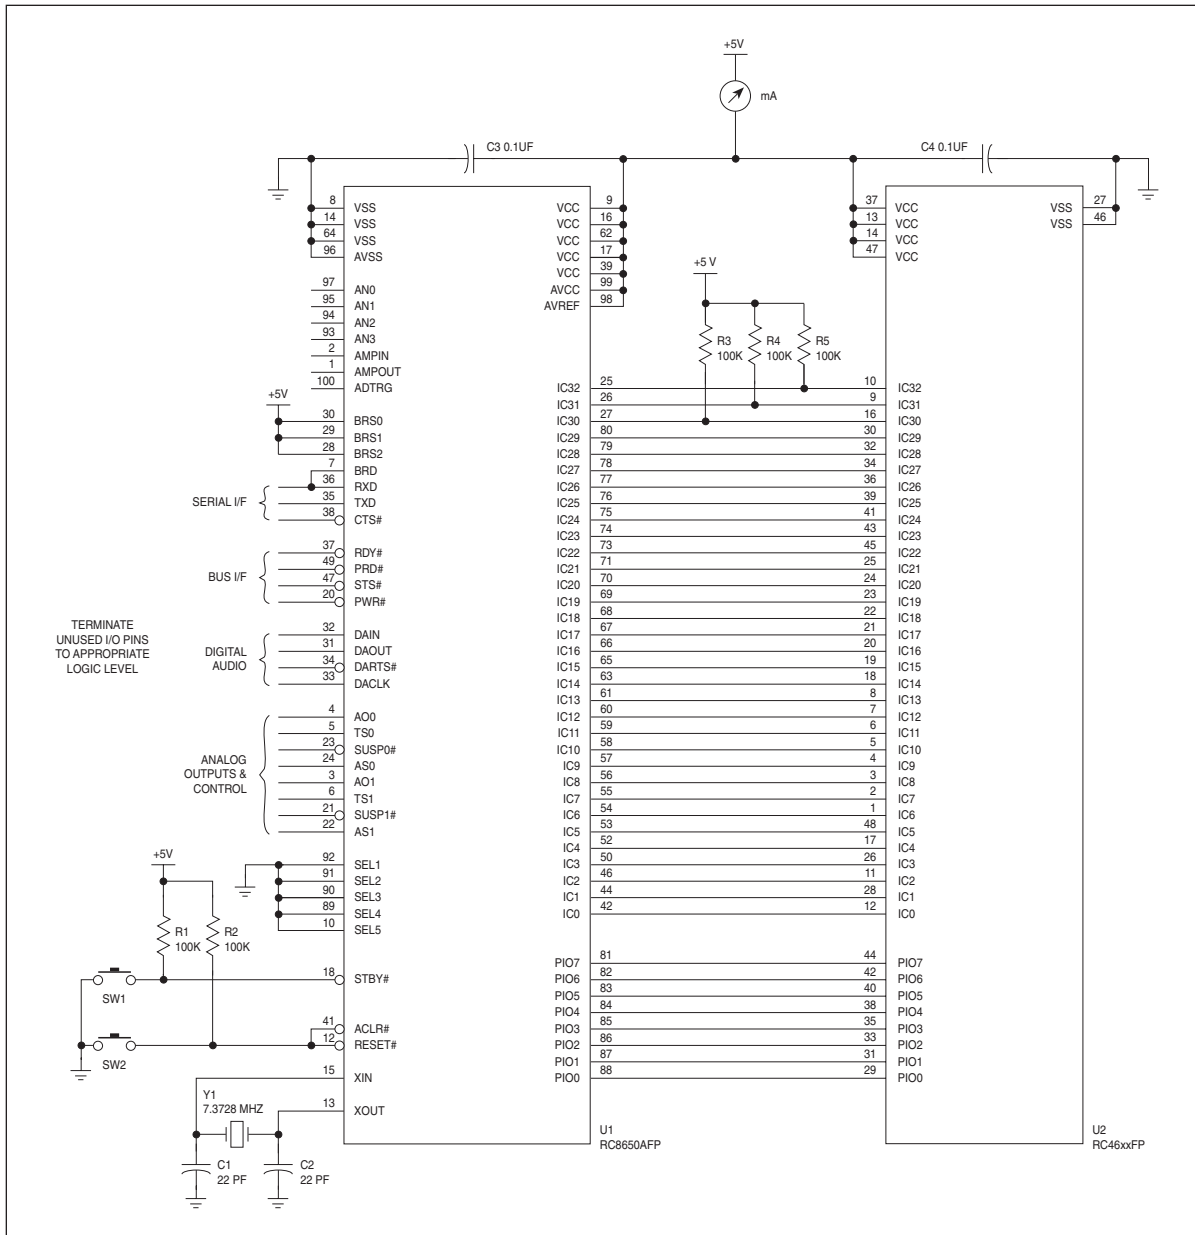 +5V
mA
C3 0.1UF
C4 0.1UF
8 VSS
14 VSS
64 VSS
96 AVSS
97 AN0
95 AN1
94 AN2
93 AN3
2 AMPIN
1 AMPOUT
100 ADTRG
+5V
30 BRS0
29 BRS1
28 BRS2
7 BRD
36 RXD
35 TXD
38 CTS#
SERIAL I/F
37 RDY#
49 PRD#
47 STS#
20 PWR#
BUS I/F
TERMINATE
UNUSED I/O PINS
TO APPROPRIATE
LOGIC LEVEL
32 DAIN
31 DAOUT
34 DARTS#
33 DACLK
DIGITAL
AUDIO
4 AO0
5 TS0
23 SUSP0#
24 AS0
3 AO1
6 TS1
21 SUSP1#
22 AS1
ANALOG
OUTPUTS &
CONTROL
92 SEL1
91 SEL2
90 SEL3
89 SEL4
10 SEL5
+5V
R1
100K
R2
100K
18 STBY#
SW1
41 ACLR#
12 RESET#
SW2
15 XIN
13 XOUT
Y1
7.3728 MHZ
C1
22 PF
C2
22 PF
VCC 9
VCC 16
VCC 62
VCC 17
VCC 39
AVCC 99
AVREF 98
+5 V
R3
100K
R4
100K
R5
100K
IC32 25 10 IC32
IC31 26 9 IC31
IC30 27 16 IC30
IC29 80 30 IC29
IC28 79 32 IC28
IC27 78 34 IC27
IC26 77 36 IC26
IC25 76 39 IC25
IC24 75 41 IC24
IC23 74 43 IC23
IC22 73 45 IC22
IC21 71 25 IC21
IC20 70 24 IC20
IC19 69 23 IC19
IC18 68 22 IC18
IC17 67 21 IC17
IC16 66 20 IC16
IC15 65 19 IC15
IC14 63 18 IC14
IC13 61 8 IC13
IC12 60 7 IC12
IC11 59 6 IC11
IC10 58 5 IC10
IC9 57 4 IC9
IC8 56 3 IC8
IC7 55 2 IC7
IC6 54 1 IC6
IC5 53 48 IC5
IC4 52 17 IC4
IC3 50 26 IC3
IC2 46 11 IC2
IC1 44 28 IC1
IC0 42 12 IC0
PIO7 81 44 PIO7
PIO6 82 42 PIO6
PIO5 83 40 PIO5
PIO4 84 38 PIO4
PIO3 85 35 PIO3
PIO2 86 33 PIO2
PIO1 87 31 PIO1
PIO0 88 29 PIO0
U1
RC8650AFP
37 VCC
13 VCC
14 VCC
47 VCC
VSS 27
VSS 46
U2
RC46xxFP